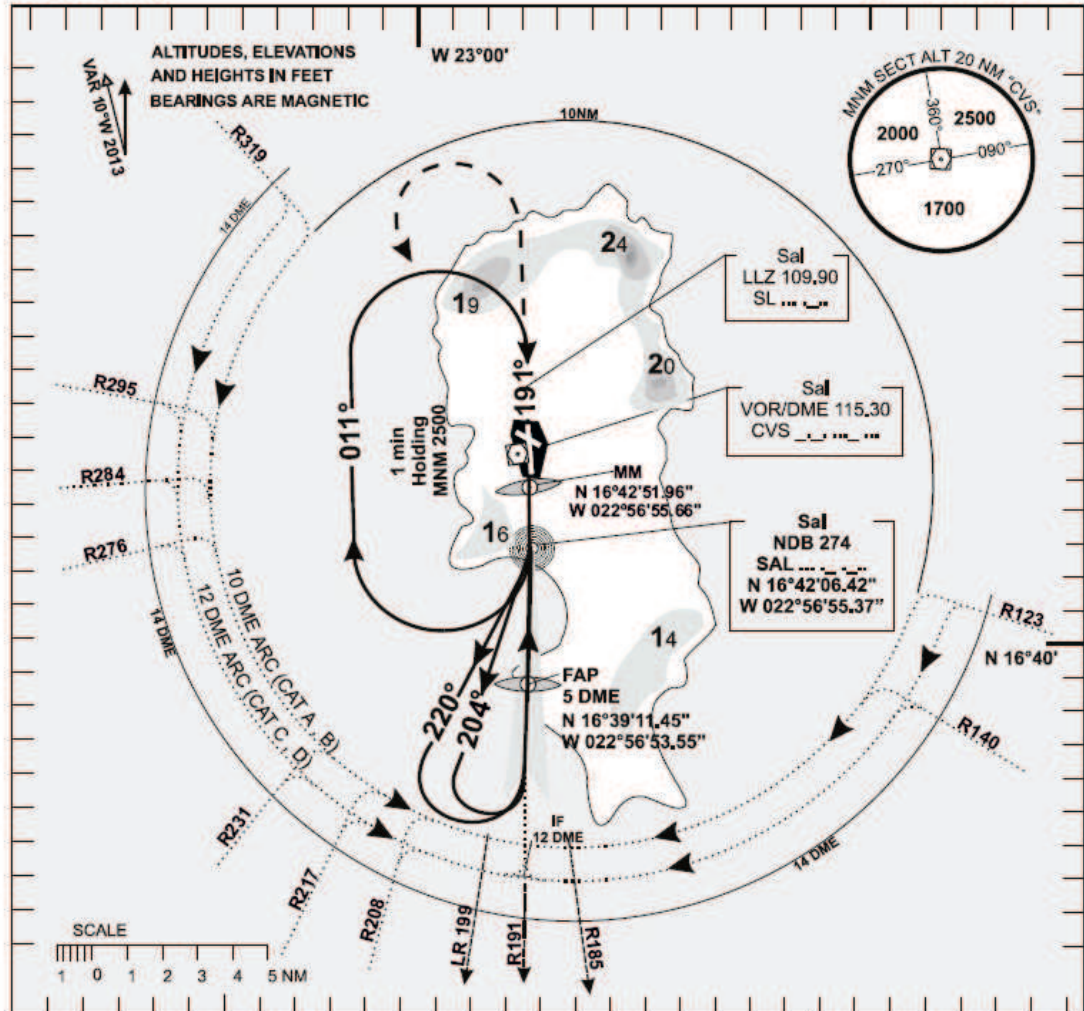 ALTITUDES, ELEVATIONS
AND HEIGHTS IN FEET
BEARINGS ARE MAGNETIC
VAR 10°W 2013
W 23°00'
MNM SECT ALT 20 NM "CVS"
360°
2000
2500
270°
090°
1700
10NM
R319
14 DME
24
19
20
Sal
LLZ 109.90
SL ... ._..
191°
R295
Sal
VOR/DME 115.30
CVS _._. ..._ ...
011°
1 min
Holding
MNM 2500
R284
MM
N 16°42'51.96"
W 022°56'55.66"
16
Sal
NDB 274
SAL ... ._ ._..
N 16°42'06.42"
W 022°56'55.37"
R276
14 DME
10 DME ARC (CAT A , B)
12 DME ARC (CAT C , D)
R123
14
N 16°40'
FAP
5 DME
N 16°39'11.45"
W 022°56'53.55"
220°
204°
R140
R231
IF
12 DME
14 DME
R217
R208
LR 199
R191
R185
SCALE
1 0 1 2 3 4 5 NM